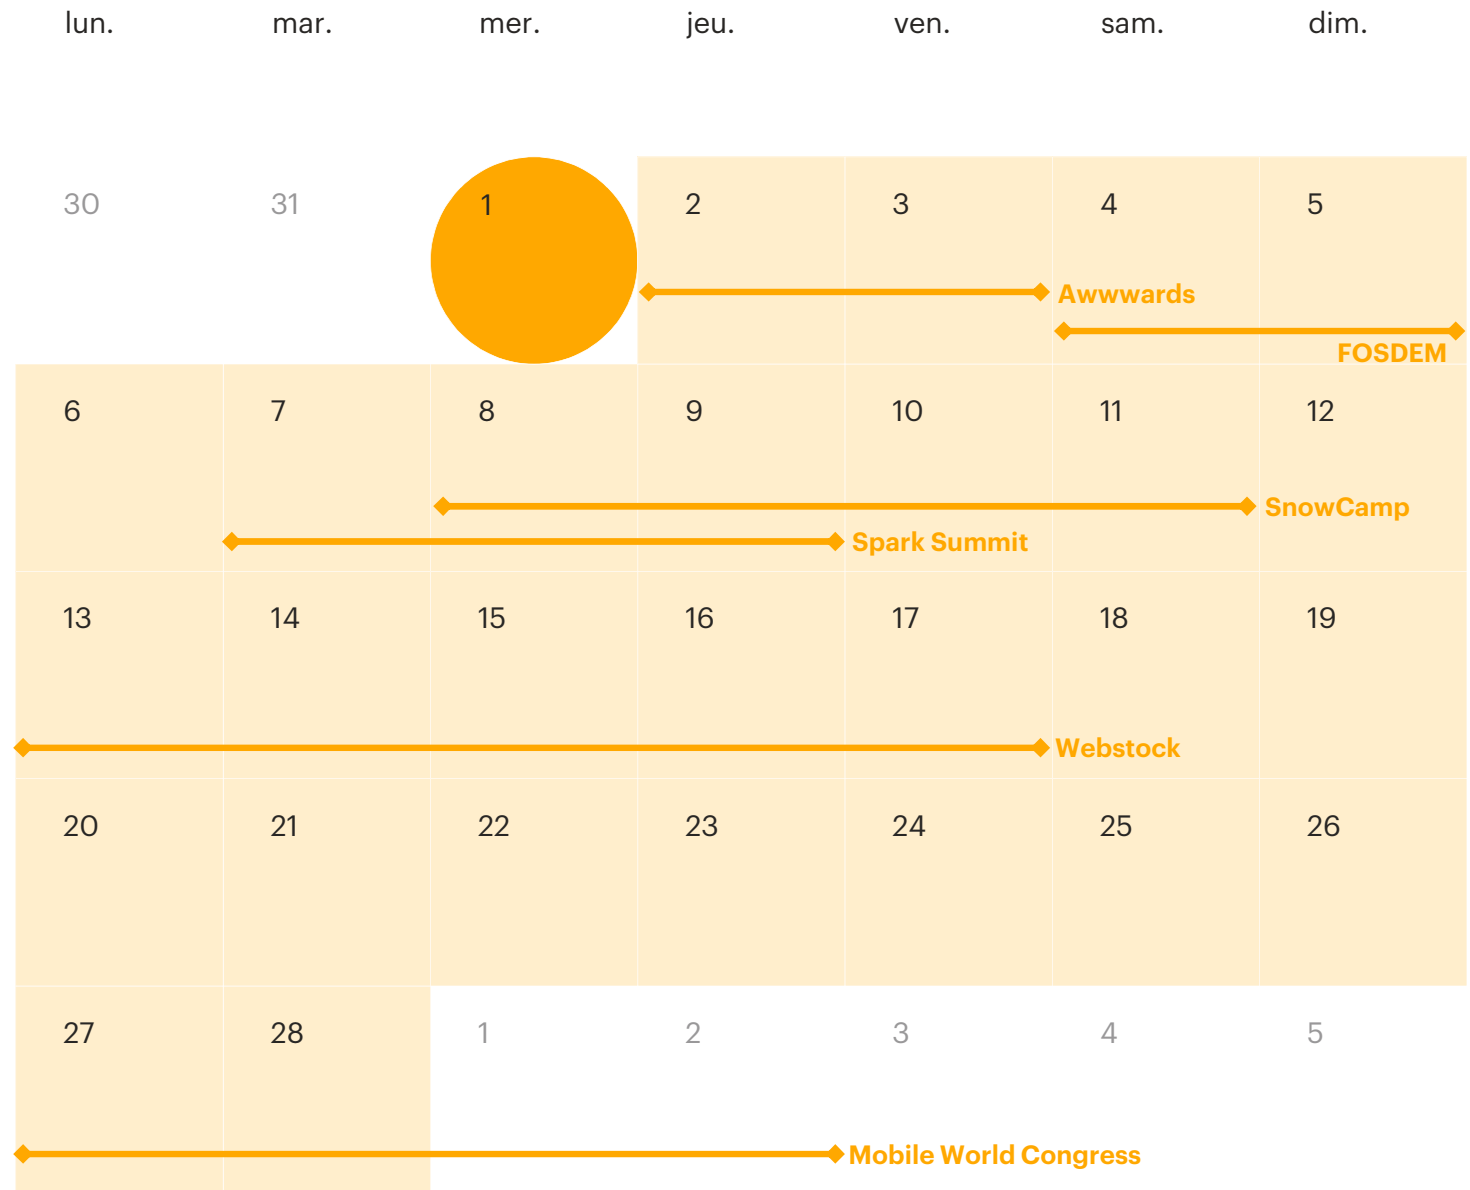 lun. mar. mer. jeu. ven. sam. dim.
30 31 1 2 3 4 5
Awwwards
FOSDEM
6 7 8 9 10 11 12
SnowCamp
Spark Summit
13 14 15 16 17 18 19
Webstock
20 21 22 23 24 25 26
27 28 1 2 3 4 5
Mobile World Congress